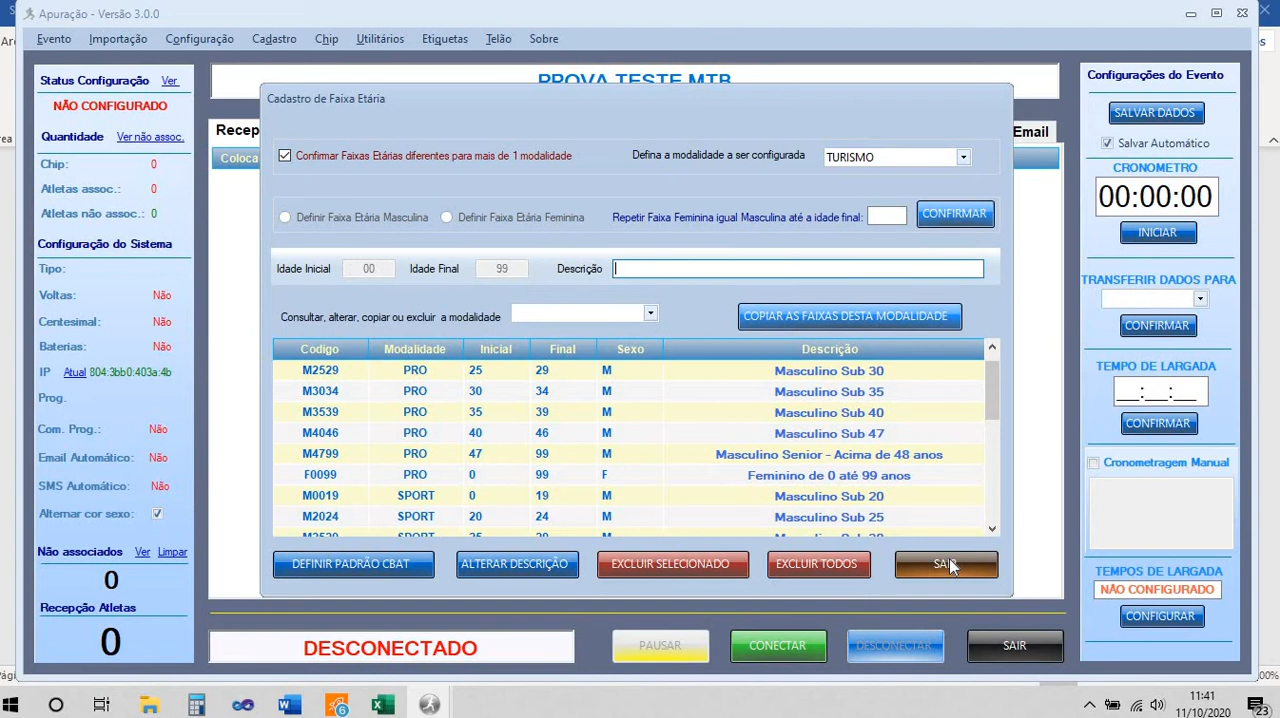 Apuração - Versão 3.0.0
Evento Importação Configuração Cadastro Chip Utilitários Etiquetas Telão Sobre
Status Configuração Ver
NÃO CONFIGURADO
Quantidade Ver não assoc.
Chip: 0
Atletas assoc.: 0
Atletas não assoc.: 0
Configuração do Sistema
Tipo:
Voltas: Não
Centesimal: Não
Baterias: Não
IP Atual 804:3bb0:403a:4b
Prog.
Com. Prog.: Não
Email Automático: Não
SMS Automático: Não
Alternar cor sexo:
Não associados Ver Limpar
0
Recepção Atletas
0
PROVA TESTE MTB
Recep
Email
Coloca
Cadastro de Faixa Etária
Confirmar Faixas Etárias diferentes para mais de 1 modalidade
Defina a modalidade a ser configurada TURISMO
Definir Faixa Etária Masculina Definir Faixa Etária Feminina Repetir Faixa Feminina igual Masculina até a idade final: CONFIRMAR
Idade Inicial 00 Idade Final 99 Descrição
Consultar, alterar, copiar ou excluir a modalidade COPIAR AS FAIXAS DESTA MODALIDADE
Codigo Modalidade Inicial Final Sexo Descrição
M2529 PRO 25 29 M Masculino Sub 30
M3034 PRO 30 34 M Masculino Sub 35
M3539 PRO 35 39 M Masculino Sub 40
M4046 PRO 40 46 M Masculino Sub 47
M4799 PRO 47 99 M Masculino Senior - Acima de 48 anos
F0099 PRO 0 99 F Feminino de 0 até 99 anos
M0019 SPORT 0 19 M Masculino Sub 20
M2024 SPORT 20 24 M Masculino Sub 25
DEFINIR PADRÃO CBAT ALTERAR DESCRIÇÃO EXCLUIR SELECIONADO EXCLUIR TODOS SAIR
DESCONECTADO
PAUSAR CONECTAR DESCONECTAR SAIR
Configurações do Evento
SALVAR DADOS
Salvar Automático
CRONOMETRO
00:00:00
INICIAR
TRANSFERIR DADOS PARA
CONFIRMAR
TEMPO DE LARGADA
___:___:___
CONFIRMAR
Cronometragem Manual
TEMPOS DE LARGADA
NÃO CONFIGURADO
CONFIGURAR
11:41
11/10/2020
6
23